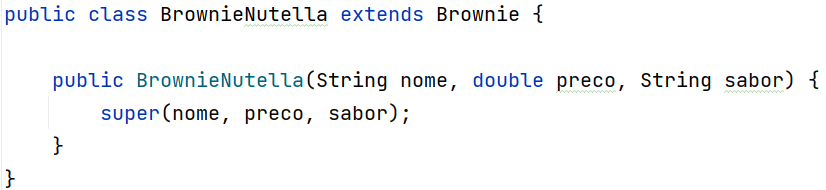 public class BrownieNutella extends Brownie {
public BrownieNutella(String nome, double preco, String sabor) {
super(nome, preco, sabor);
}
}